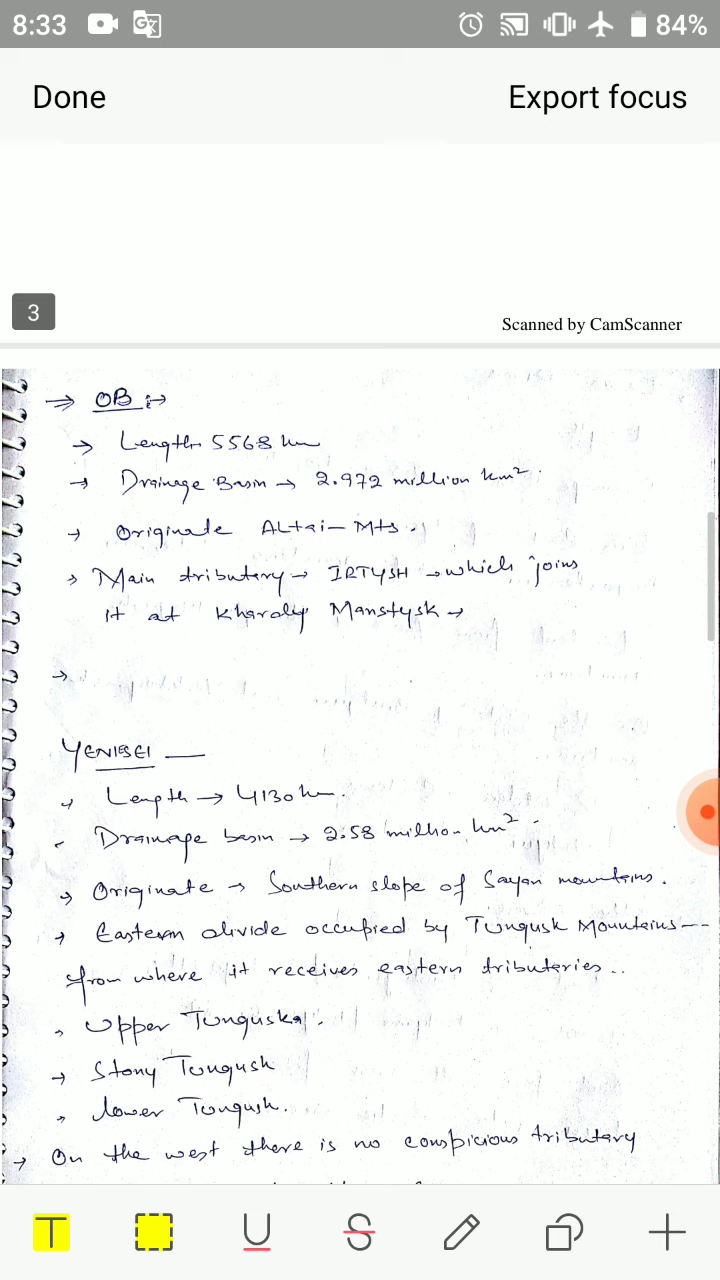 8:33 84%
Done Export focus
3
Scanned by CamScanner
⇒ OB :→
→ Length 5568 km
→ Drainage Basin → 2.972 million km².
→ Originate ALtai-Mts.
→ Main tributary → IRTYSH → which joins
it at Manstysk →
→
YENISEI —
→ Length → 4130 km.
Drainage basin → 2.58 million km².
→ Originate → Southern slope of Sayan mountains.
→ Eastern divide occupied by Tungusk Mountains--
from where it receives eastern tributeries..
→ Upper Tunguska.
→ Stony Tungush
→ lower Tungush.
→ On the west there is no conspicious tributary
T U S